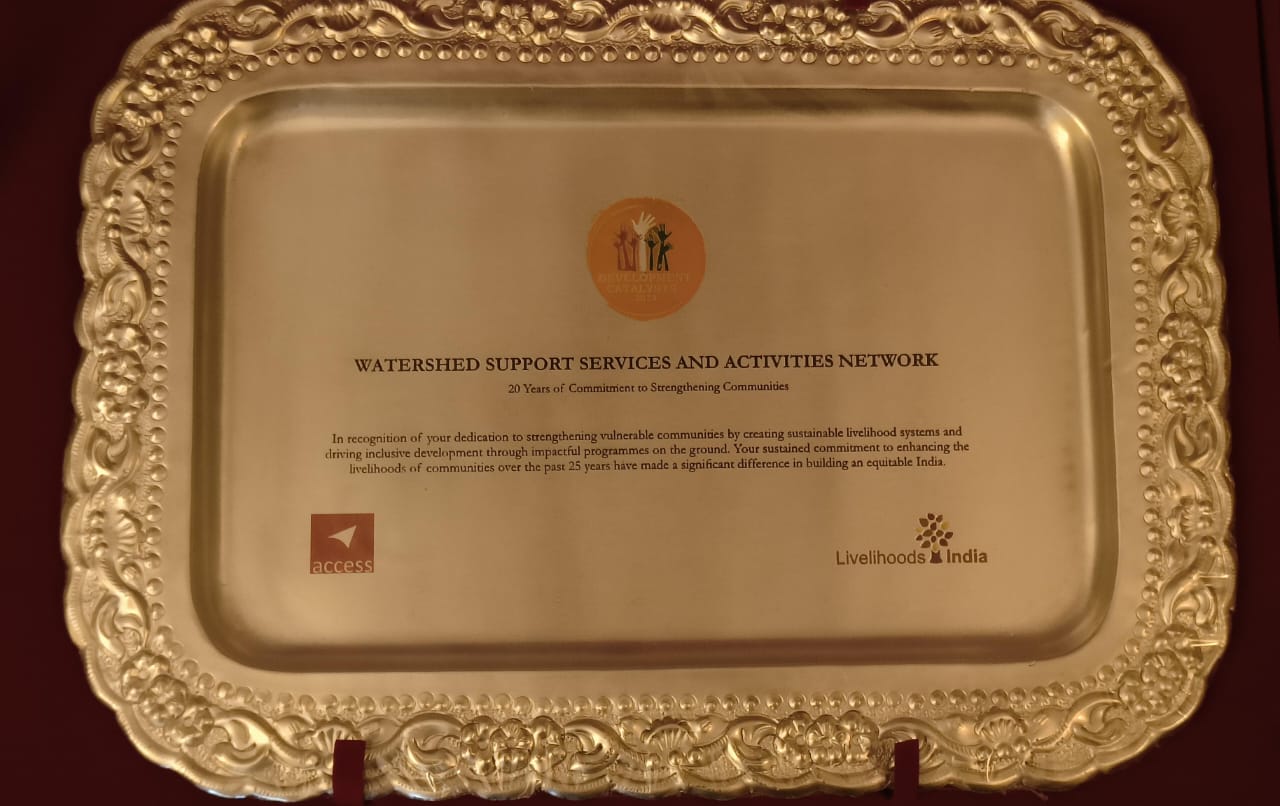 DEVELOPMENT
CATALYSTS
WATERSHED SUPPORT SERVICES AND ACTIVITIES NETWORK
20 Years of Commitment to Strengthening Communities
In recognition of your dedication to strengthening vulnerable communities by creating sustainable livelihood systems and
driving inclusive development through impactful programmes on the ground. Your sustained commitment to enhancing the
livelihoods of communities over the past 25 years have made a significant difference in building an equitable India.
access
Livelihoods India